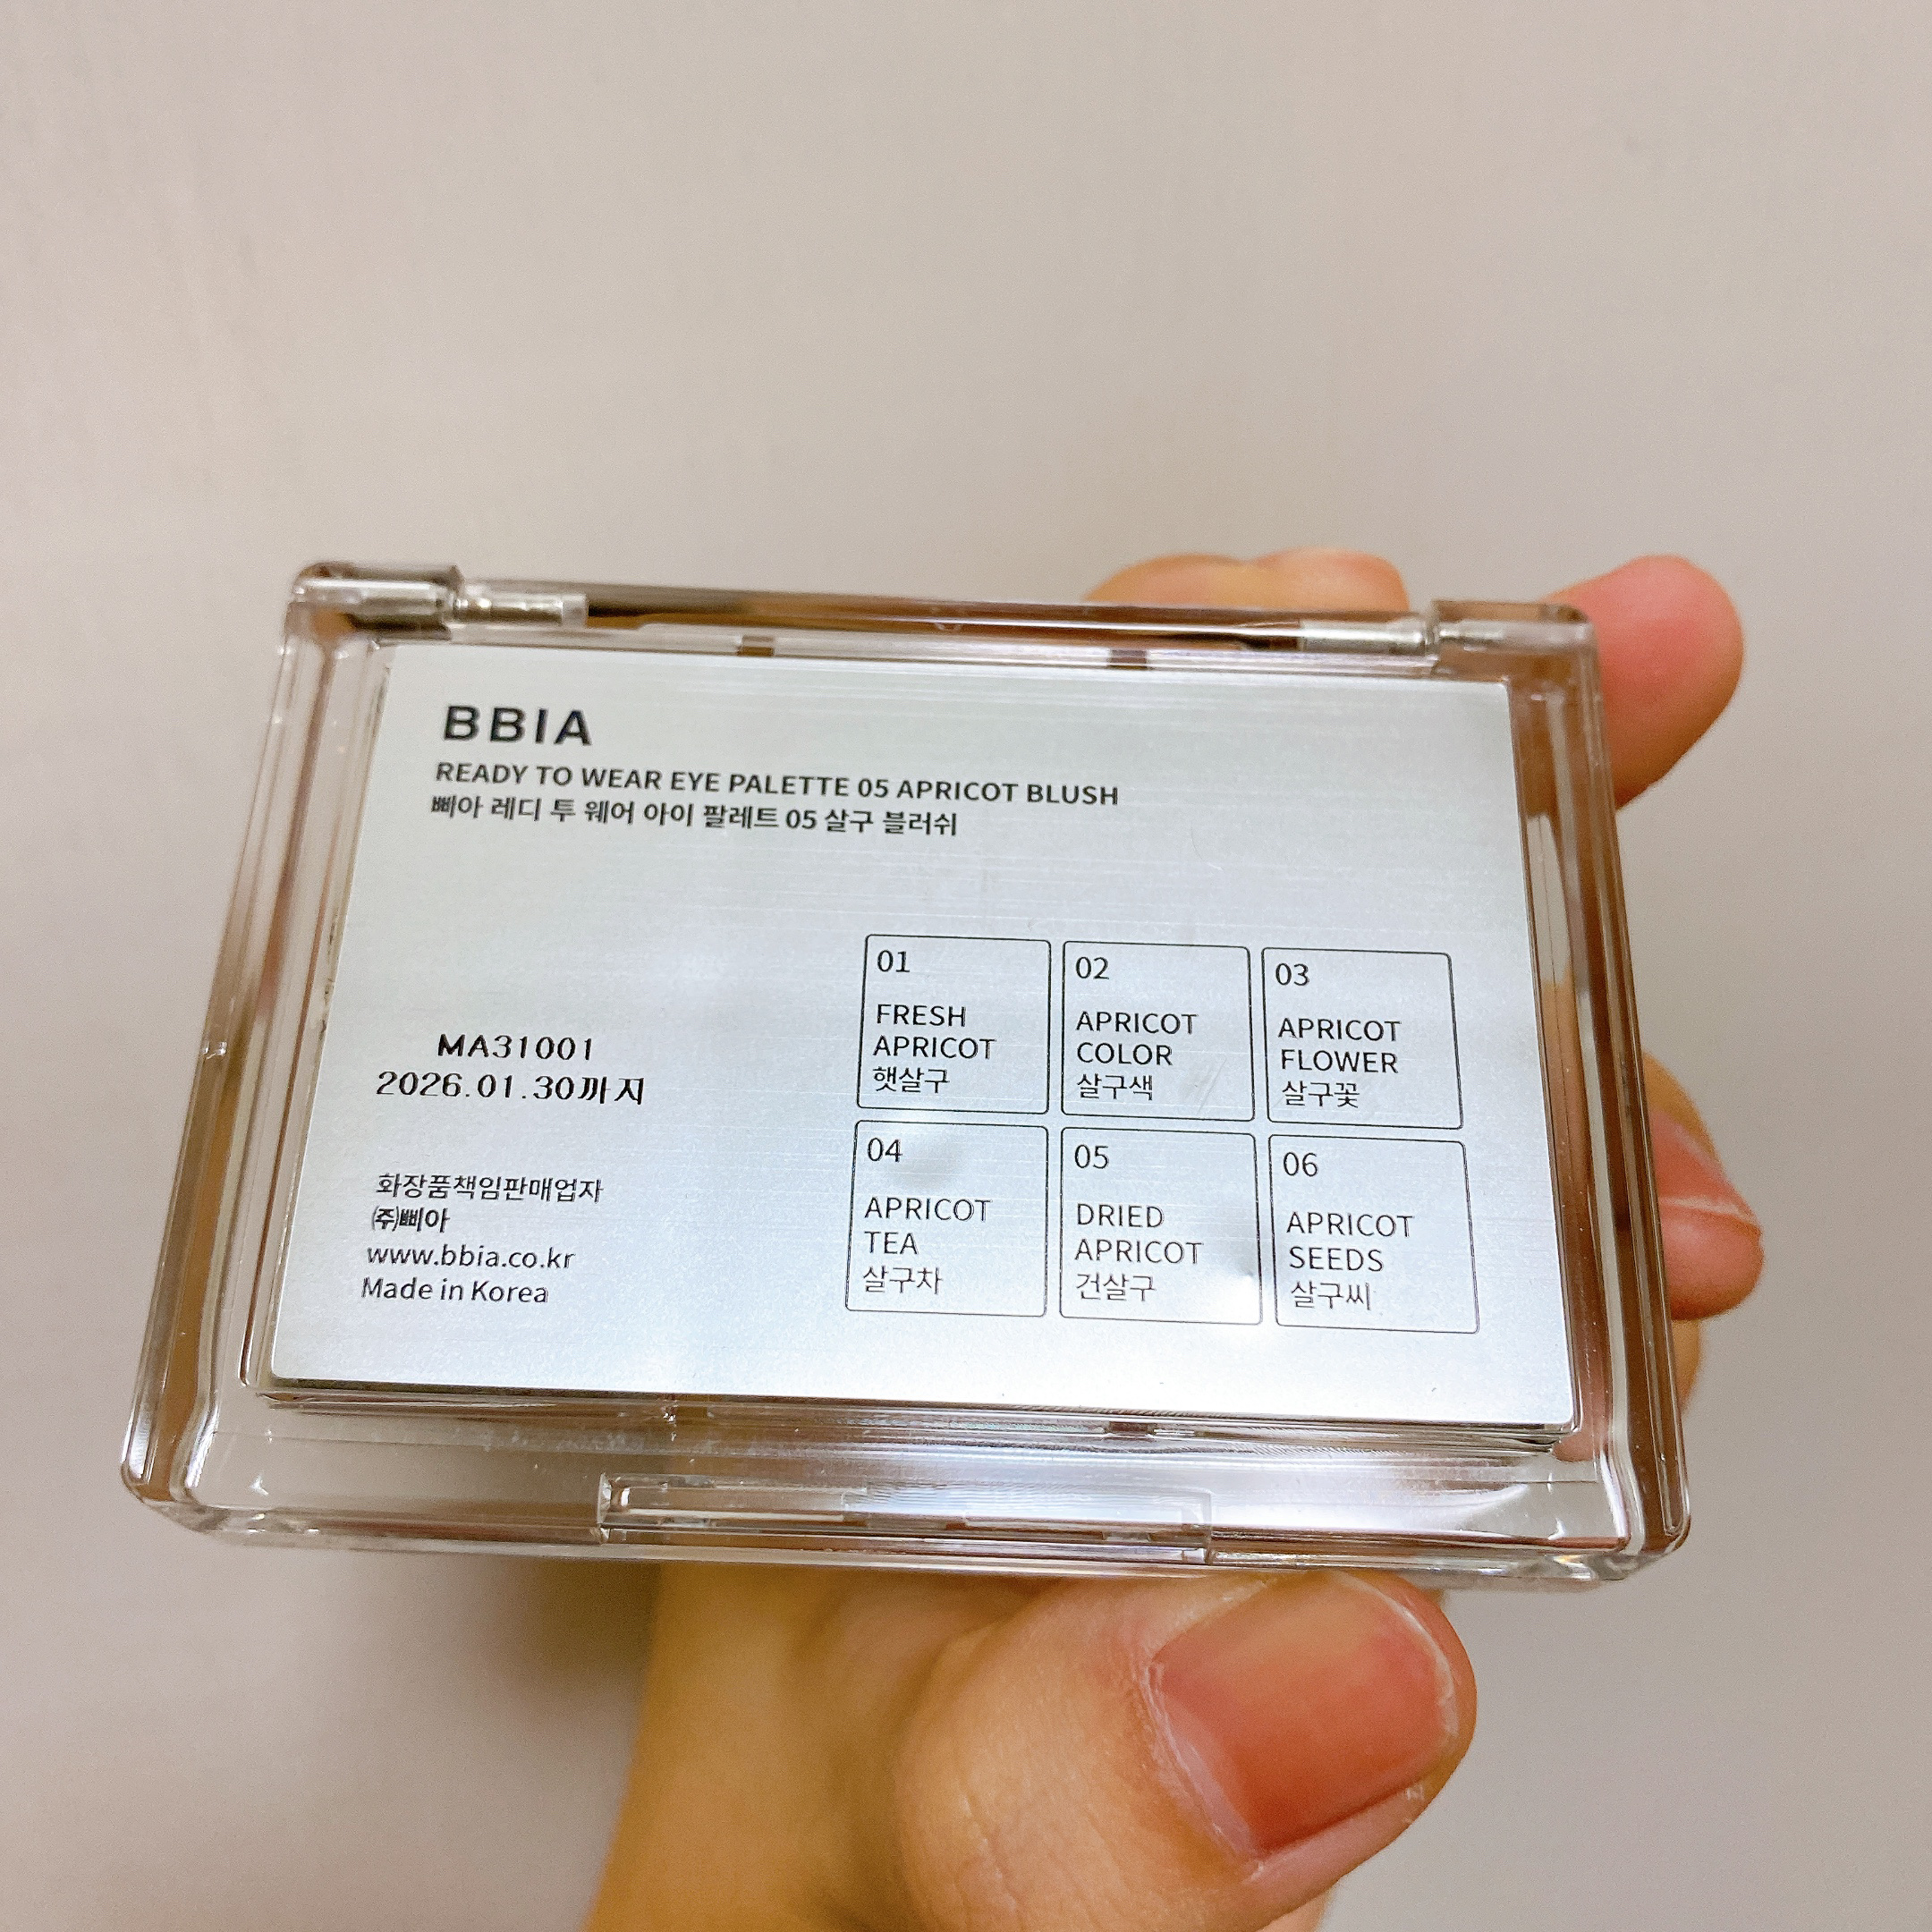 BBIA
READY TO WEAR EYE PALETTE 05 APRICOT BLUSH
삐아 레디 투 웨어 아이 팔레트 05 살구 블러쉬
MA31001
2026.01.30까지
화장품책임판매업자
㈜삐아
www.bbia.co.kr
Made in Korea
01
FRESH
APRICOT
햇살구
02
APRICOT
COLOR
살구색
03
APRICOT
FLOWER
살구꽃
04
APRICOT
TEA
살구차
05
DRIED
APRICOT
건살구
06
APRICOT
SEEDS
살구씨